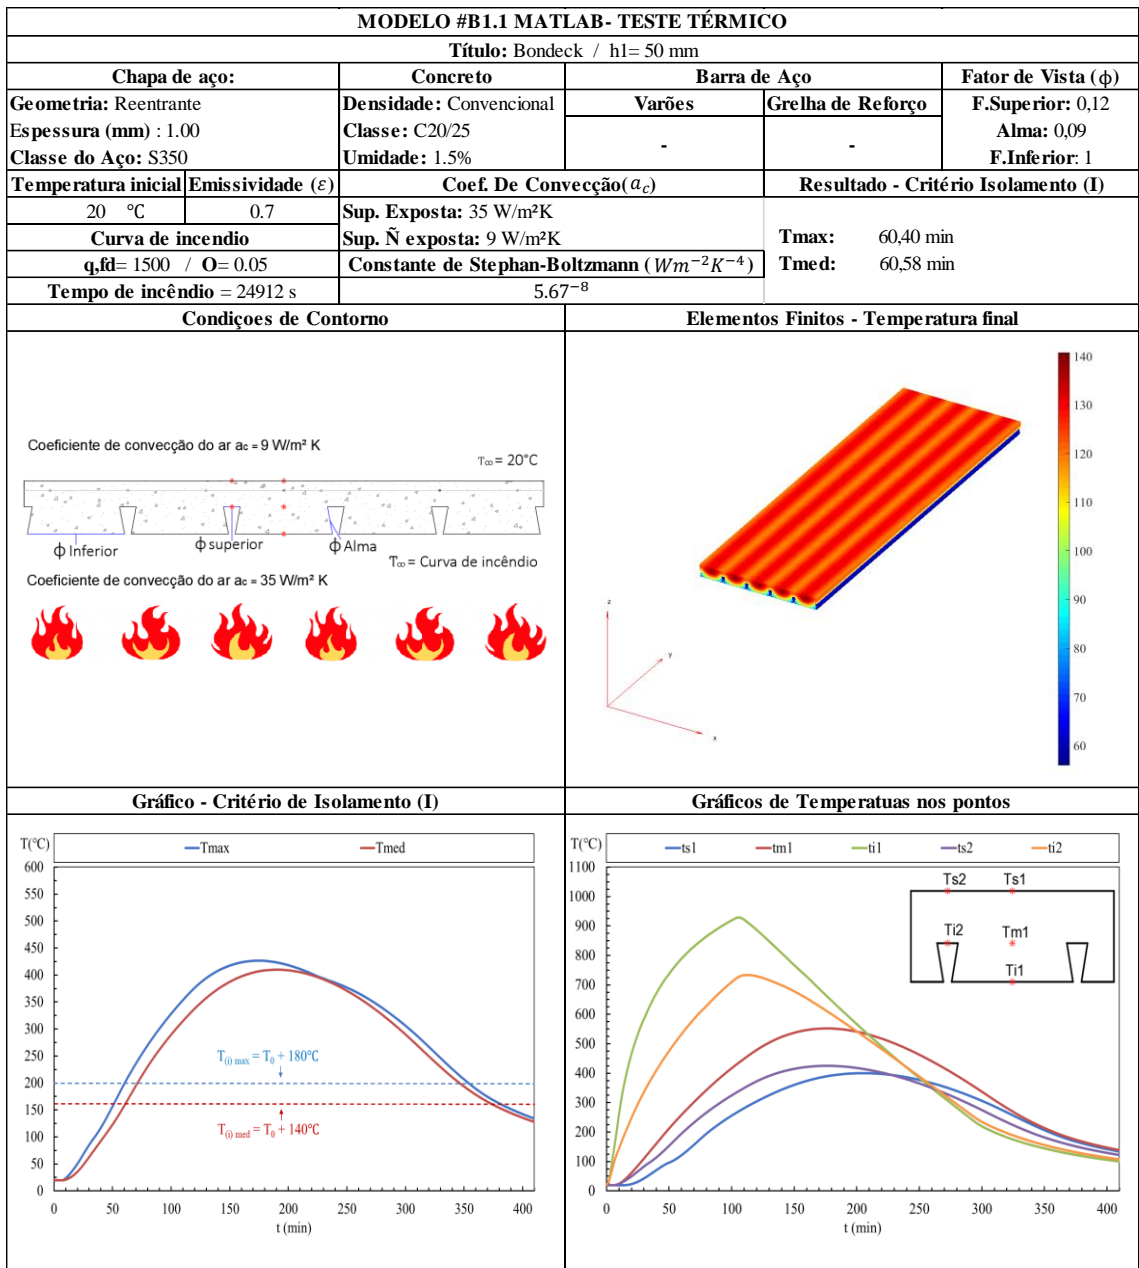 MODELO #B1.1 MATLAB- TESTE TÉRMICO
Título: Bondeck / h1= 50 mm
Chapa de aço: Concreto Barra de Aço Fator de Vista (ϕ)
Geometria: Reentrante Densidade: Convencional Varões Grelha de Reforço F.Superior: 0,12
Espessura (mm) : 1.00 Classe: C20/25 - - Alma: 0,09
Classe do Aço: S350 Umidade: 1.5% F.Inferior: 1
Temperatura inicial Emissividade (ε) Coef. De Convecção(a_c) Resultado - Critério Isolamento (I)
20 °C 0.7 Sup. Exposta: 35 W/m²K
Curva de incendio Sup. Ñ exposta: 9 W/m²K Tmax: 60,40 min
q,fd= 1500 / O= 0.05 Constante de Stephan-Boltzmann (Wm⁻²K⁻⁴) Tmed: 60,58 min
Tempo de incêndio = 24912 s 5.67⁻⁸
Condiçoes de Contorno Elementos Finitos - Temperatura final
Coeficiente de convecção do ar ac = 9 W/m² K
T∞ = 20°C
ϕ Inferior ϕ superior ϕ Alma
T∞ = Curva de incêndio
Coeficiente de convecção do ar ac = 35 W/m² K
140
130
120
110
100
90
80
70
60
z
y
x
Gráfico - Critério de Isolamento (I) Gráficos de Temperatuas nos pontos
T(°C)
Tmax Tmed
600
550
500
450
400
350
300
250
200
150
100
50
0
T(i) max = T0 + 180°C
T(i) med = T0 + 140°C
0 50 100 150 200 250 300 350 400
t (min)
T(°C)
ts1 tm1 ti1 ts2 ti2
1100
1000
900
800
700
600
500
400
300
200
100
0
Ts2 Ts1
Ti2 Tm1
Ti1
0 50 100 150 200 250 300 350 400
t (min)